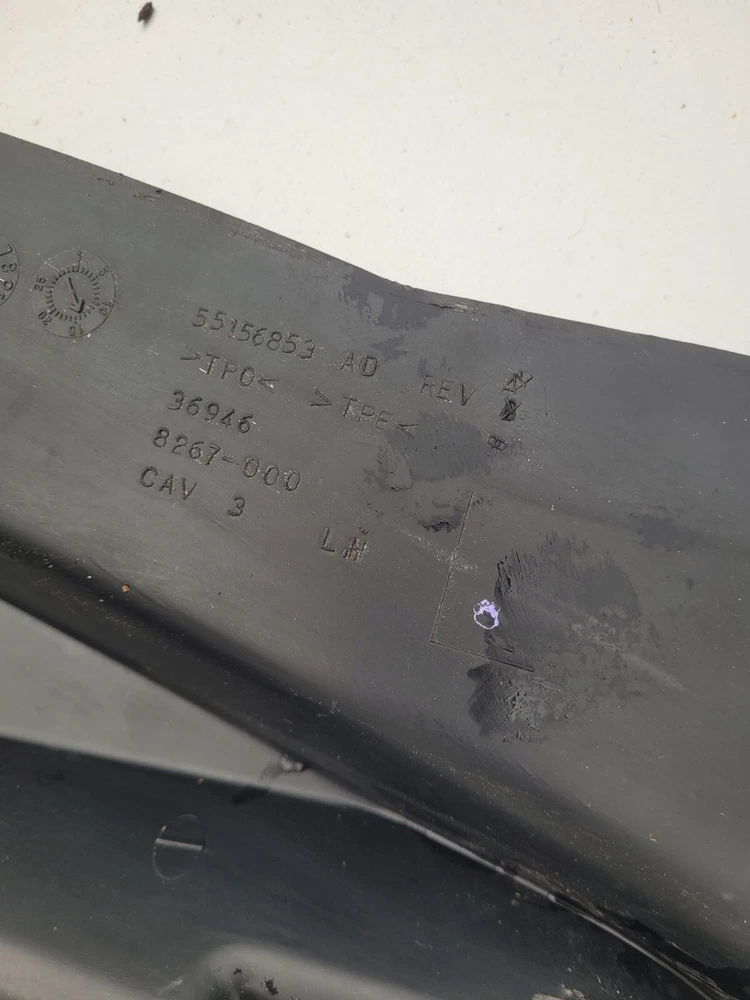 55156853 AD REV
>TPO< >TPE<
36946
8267-000
CAV 3
LH